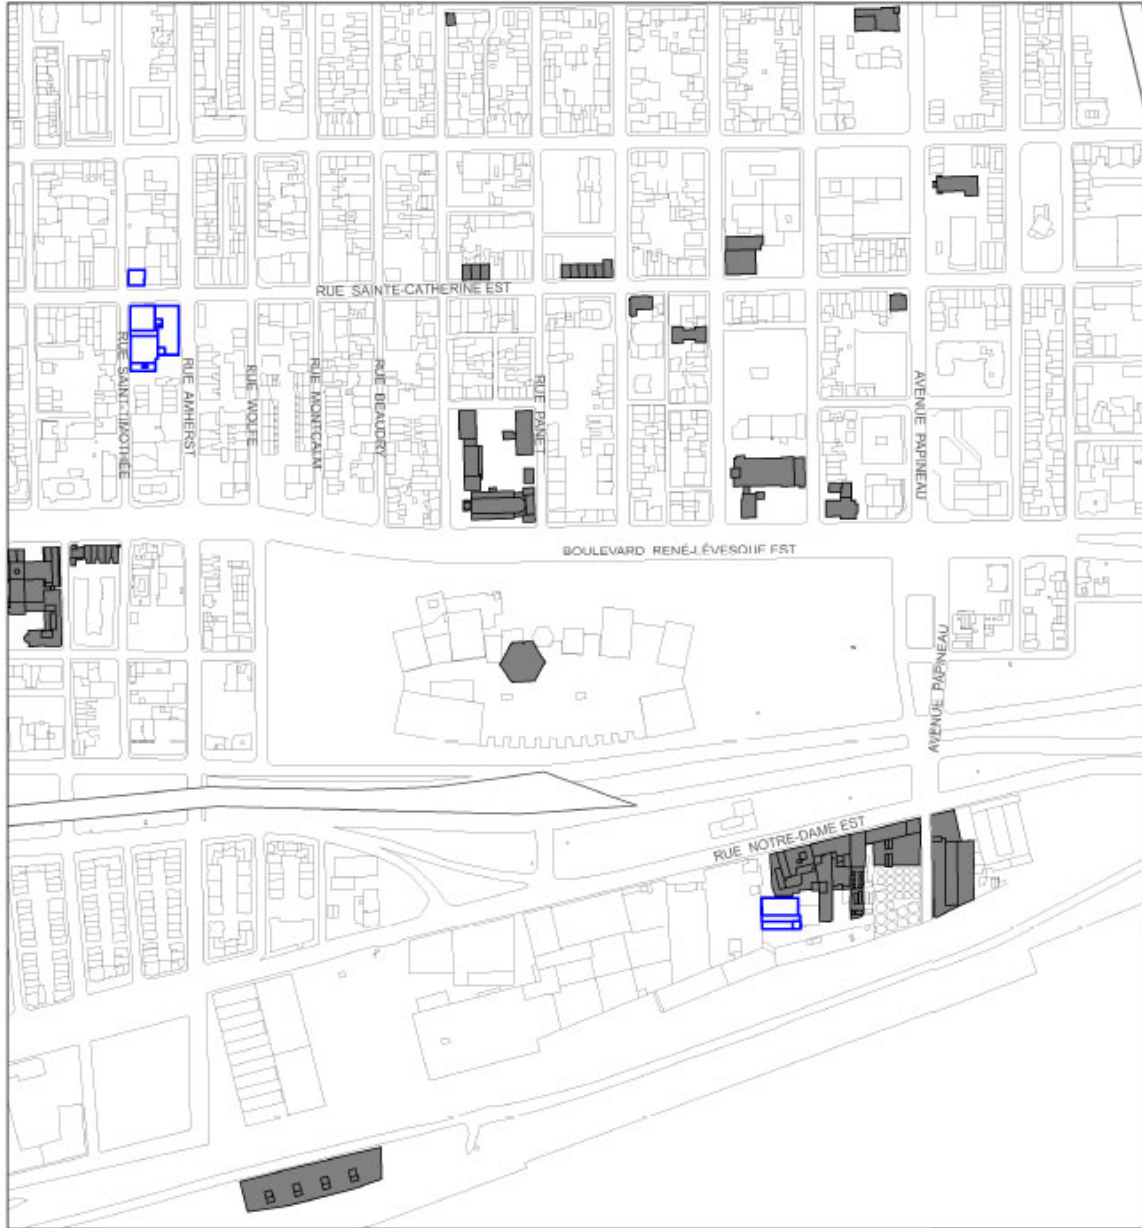 RUE SAINTE-CATHERINE EST
RUE SAINT-TIMOTHÉE
RUE AMHERST
RUE WOLFE
RUE MONTCALM
RUE BEAUDRY
RUE PANET
AVENUE PAPINEAU
BOULEVARD RENÉ-LÉVESQUE EST
AVENUE PAPINEAU
RUE NOTRE-DAME EST